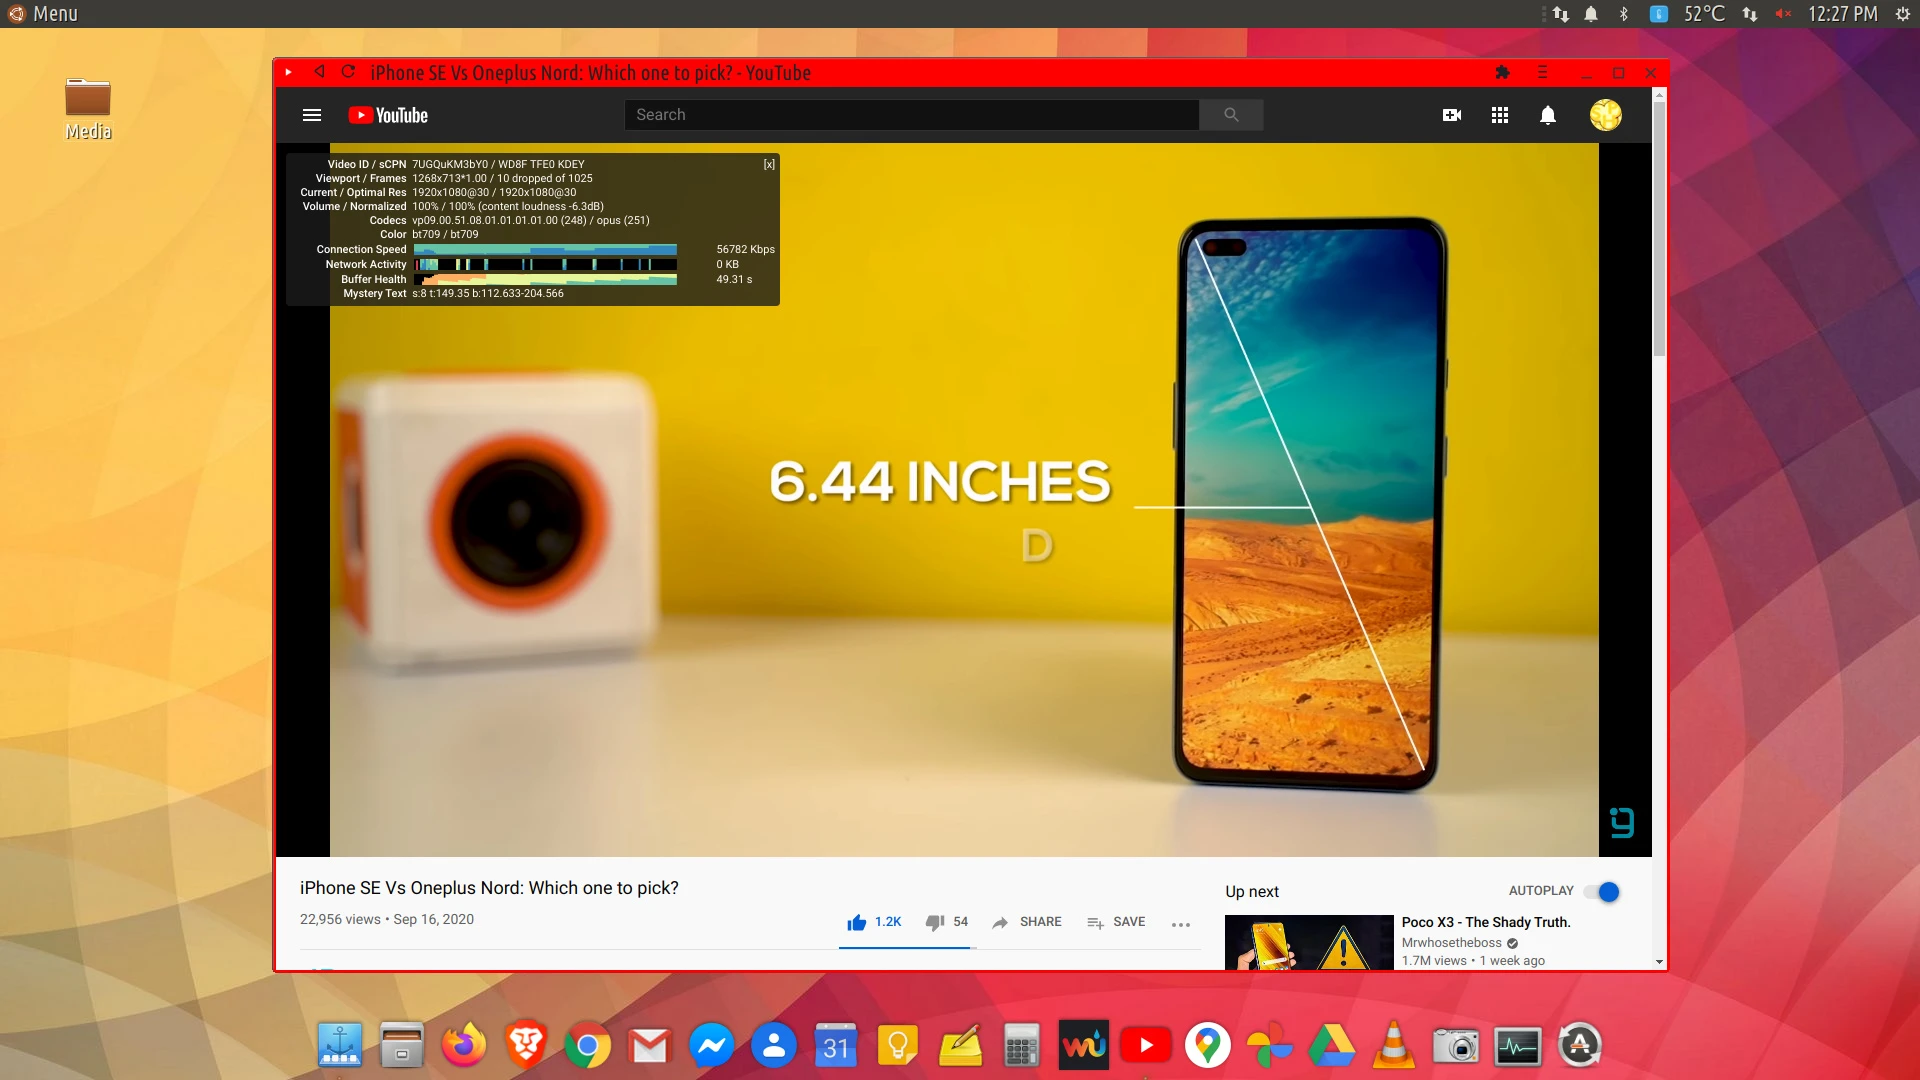 Menu
52°C
12:27 PM
Media
iPhone SE Vs Oneplus Nord: Which one to pick? - YouTube
YouTube
Search
Video ID / sCPN 7UGQuKM3bY0 / WD8F TFE0 KDEY
[x]
Viewport / Frames 1268x713*1.00 / 10 dropped of 1025
Current / Optimal Res 1920x1080@30 / 1920x1080@30
Volume / Normalized 100% / 100% (content loudness -6.3dB)
Codecs vp09.00.51.08.01.01.01.01.00 (248) / opus (251)
Color bt709 / bt709
Connection Speed 56782 Kbps
Network Activity 0 KB
Buffer Health 49.31 s
Mystery Text s:8 t:149.35 b:112.633-204.566
6.44 INCHES
D
iPhone SE Vs Oneplus Nord: Which one to pick?
22,956 views • Sep 16, 2020
1.2K
54
SHARE
SAVE
Up next
AUTOPLAY
Poco X3 - The Shady Truth.
Mrwhosetheboss
1.7M views • 1 week ago
31